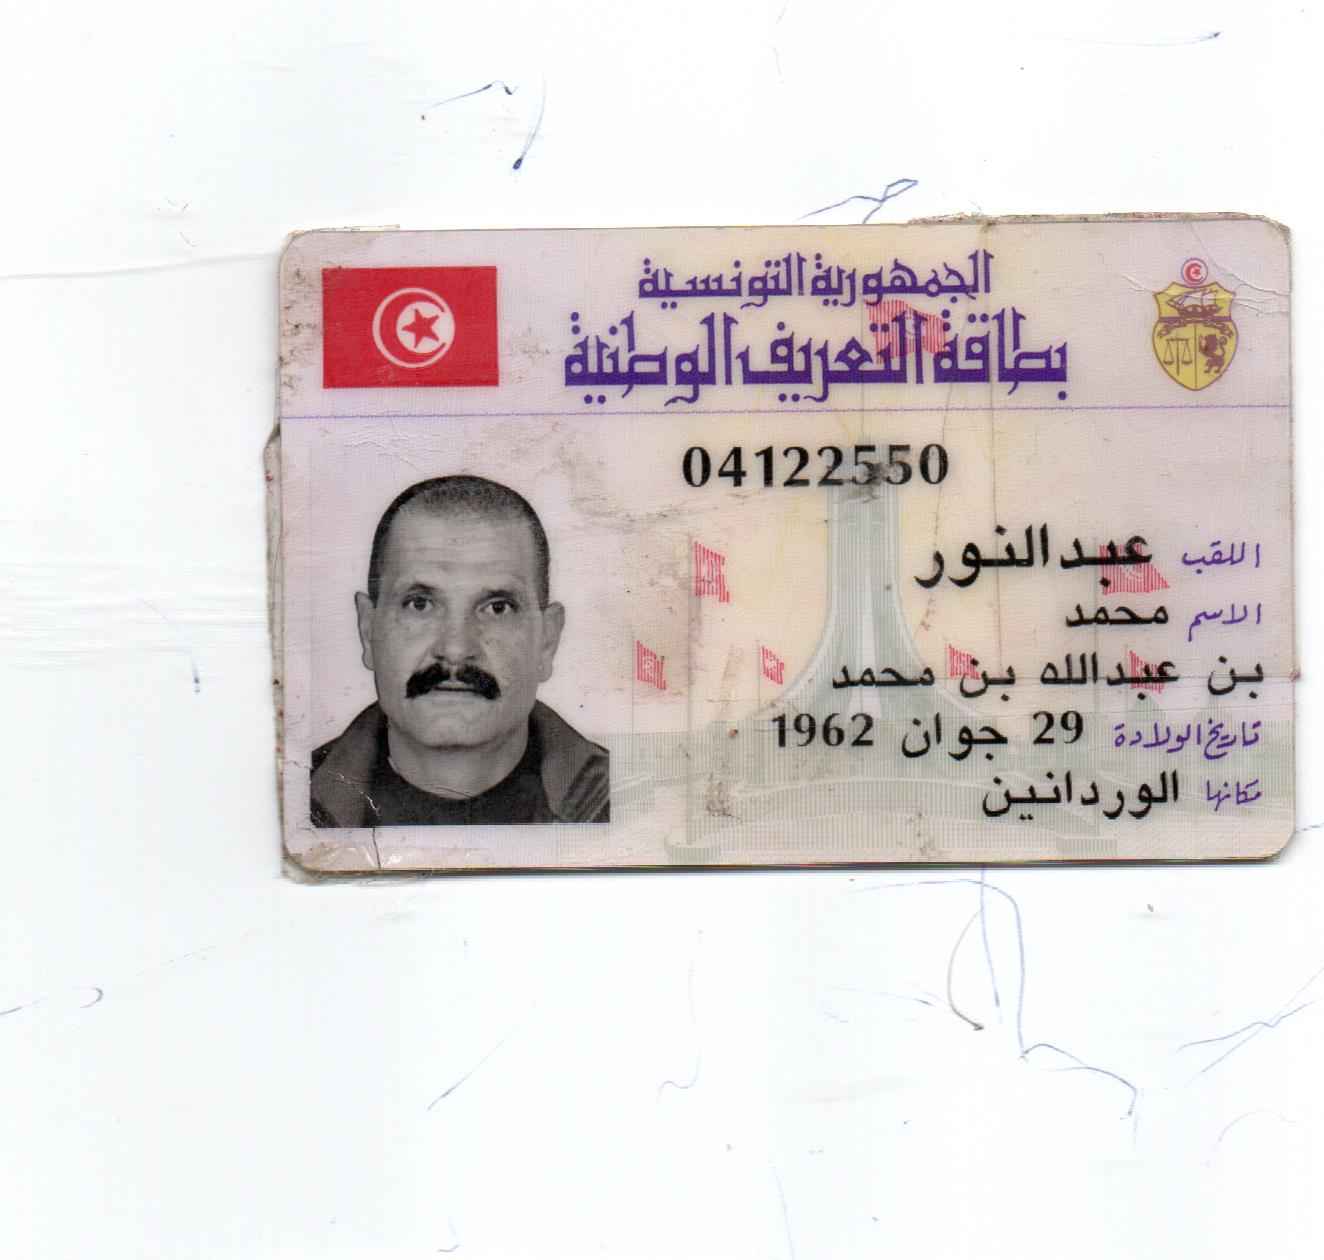 الجمهورية التونسية
بطاقة التعريف الوطنية
04122550
اللقب عبدالنور
الاسم محمد
بن عبدالله بن محمد
تاريخ الولادة 29 جوان 1962
مكانها الوردانين